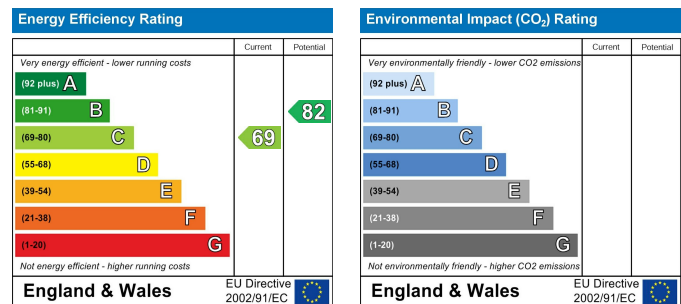 Energy Efficiency Rating
Current Potential
Very energy efficient - lower running costs
(92 plus) A
(81-91) B
82
(69-80) C
69
(55-68) D
(39-54) E
(21-38) F
(1-20) G
Not energy efficient - higher running costs
England & Wales
EU Directive
2002/91/EC
Environmental Impact (CO₂) Rating
Current Potential
Very environmentally friendly - lower CO2 emissions
(92 plus) A
(81-91) B
(69-80) C
(55-68) D
(39-54) E
(21-38) F
(1-20) G
Not environmentally friendly - higher CO2 emissions
England & Wales
EU Directive
2002/91/EC